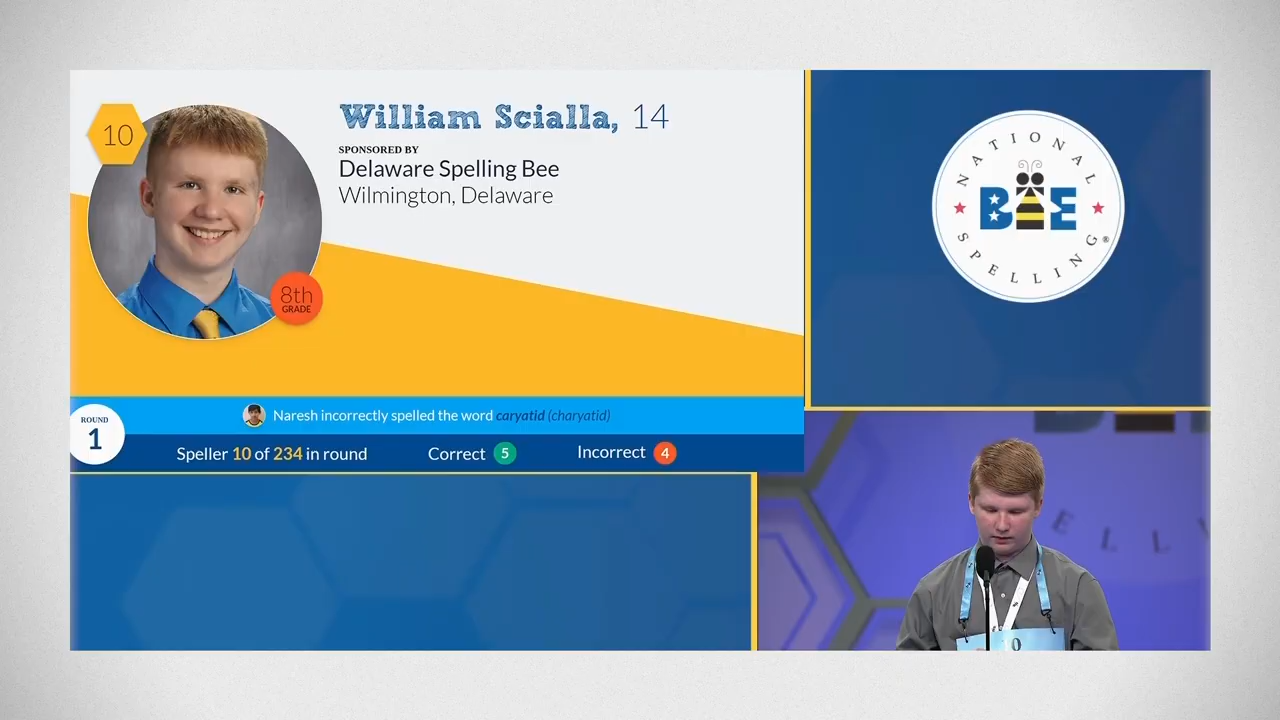 10
William Scialla, 14
SPONSORED BY
Delaware Spelling Bee
Wilmington, Delaware
8th
GRADE
ROUND
1
Naresh incorrectly spelled the word caryatid (charyatid)
Speller 10 of 234 in round
Correct 5
Incorrect 4
NATIONAL
BEE
SPELLING®
ELL